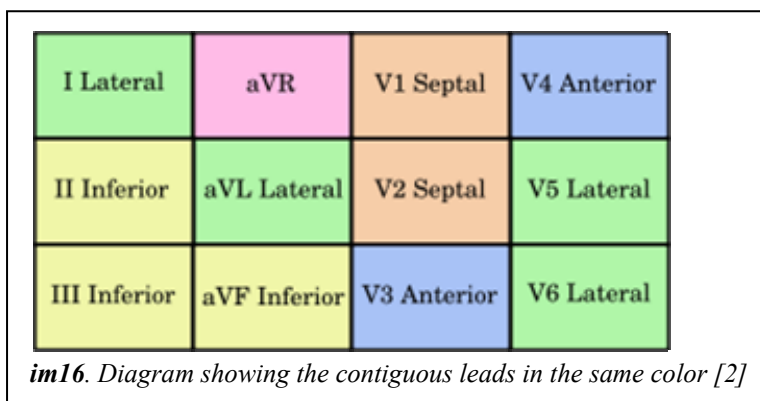 I Lateral aVR V1 Septal V4 Anterior
II Inferior aVL Lateral V2 Septal V5 Lateral
III Inferior aVF Inferior V3 Anterior V6 Lateral
im16. Diagram showing the contiguous leads in the same color [2]